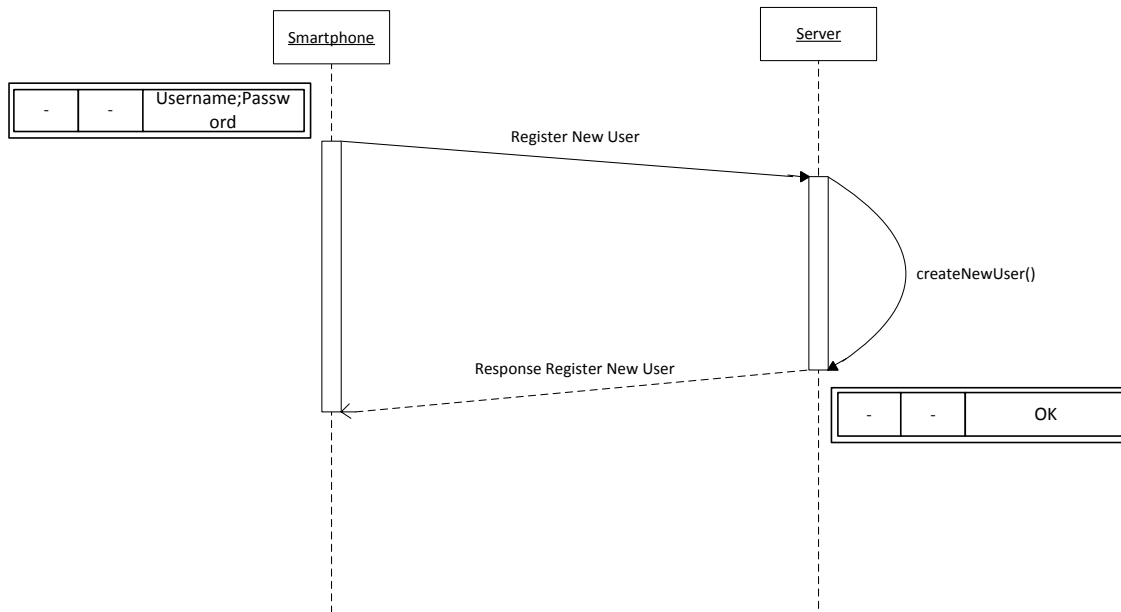 Smartphone
Server
- - Username;Passw
ord
Register New User
createNewUser()
Response Register New User
- - OK